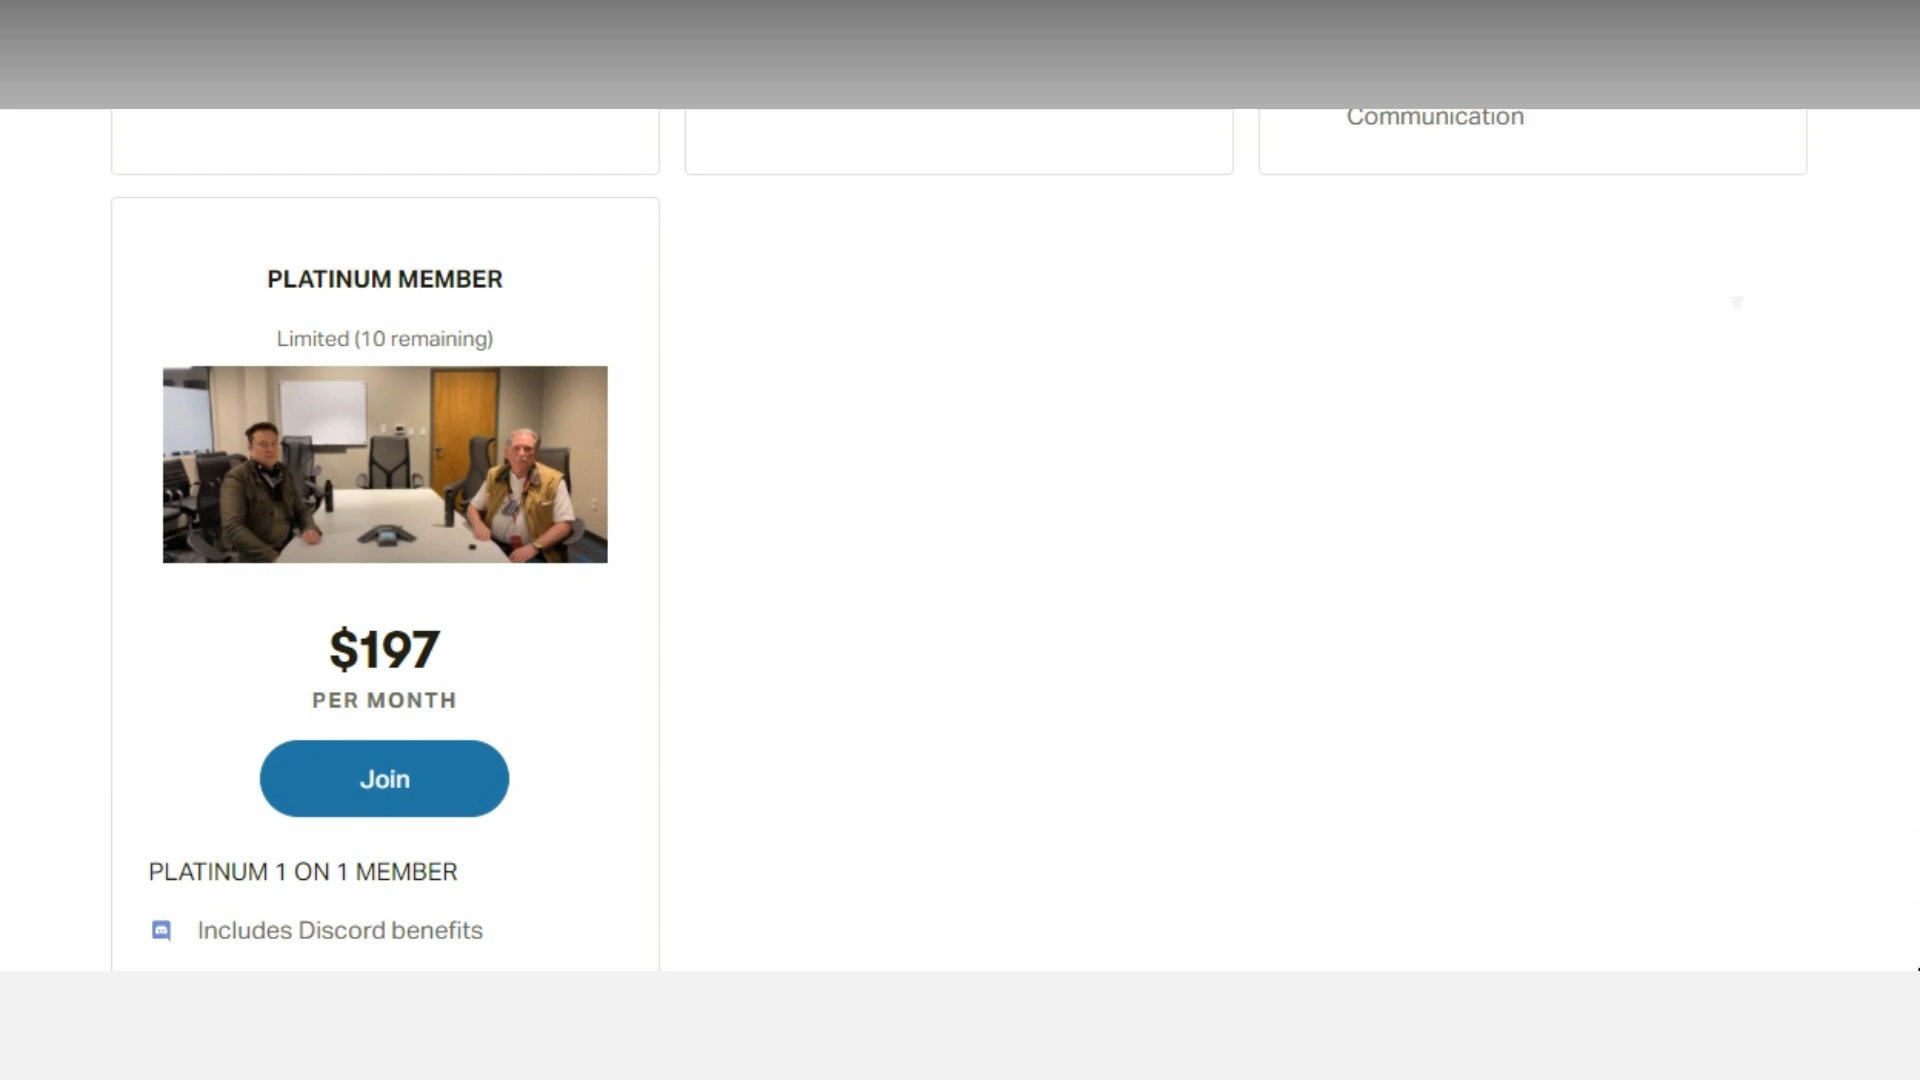 Communication
PLATINUM MEMBER
Limited (10 remaining)
$197
PER MONTH
Join
PLATINUM 1 ON 1 MEMBER
Includes Discord benefits